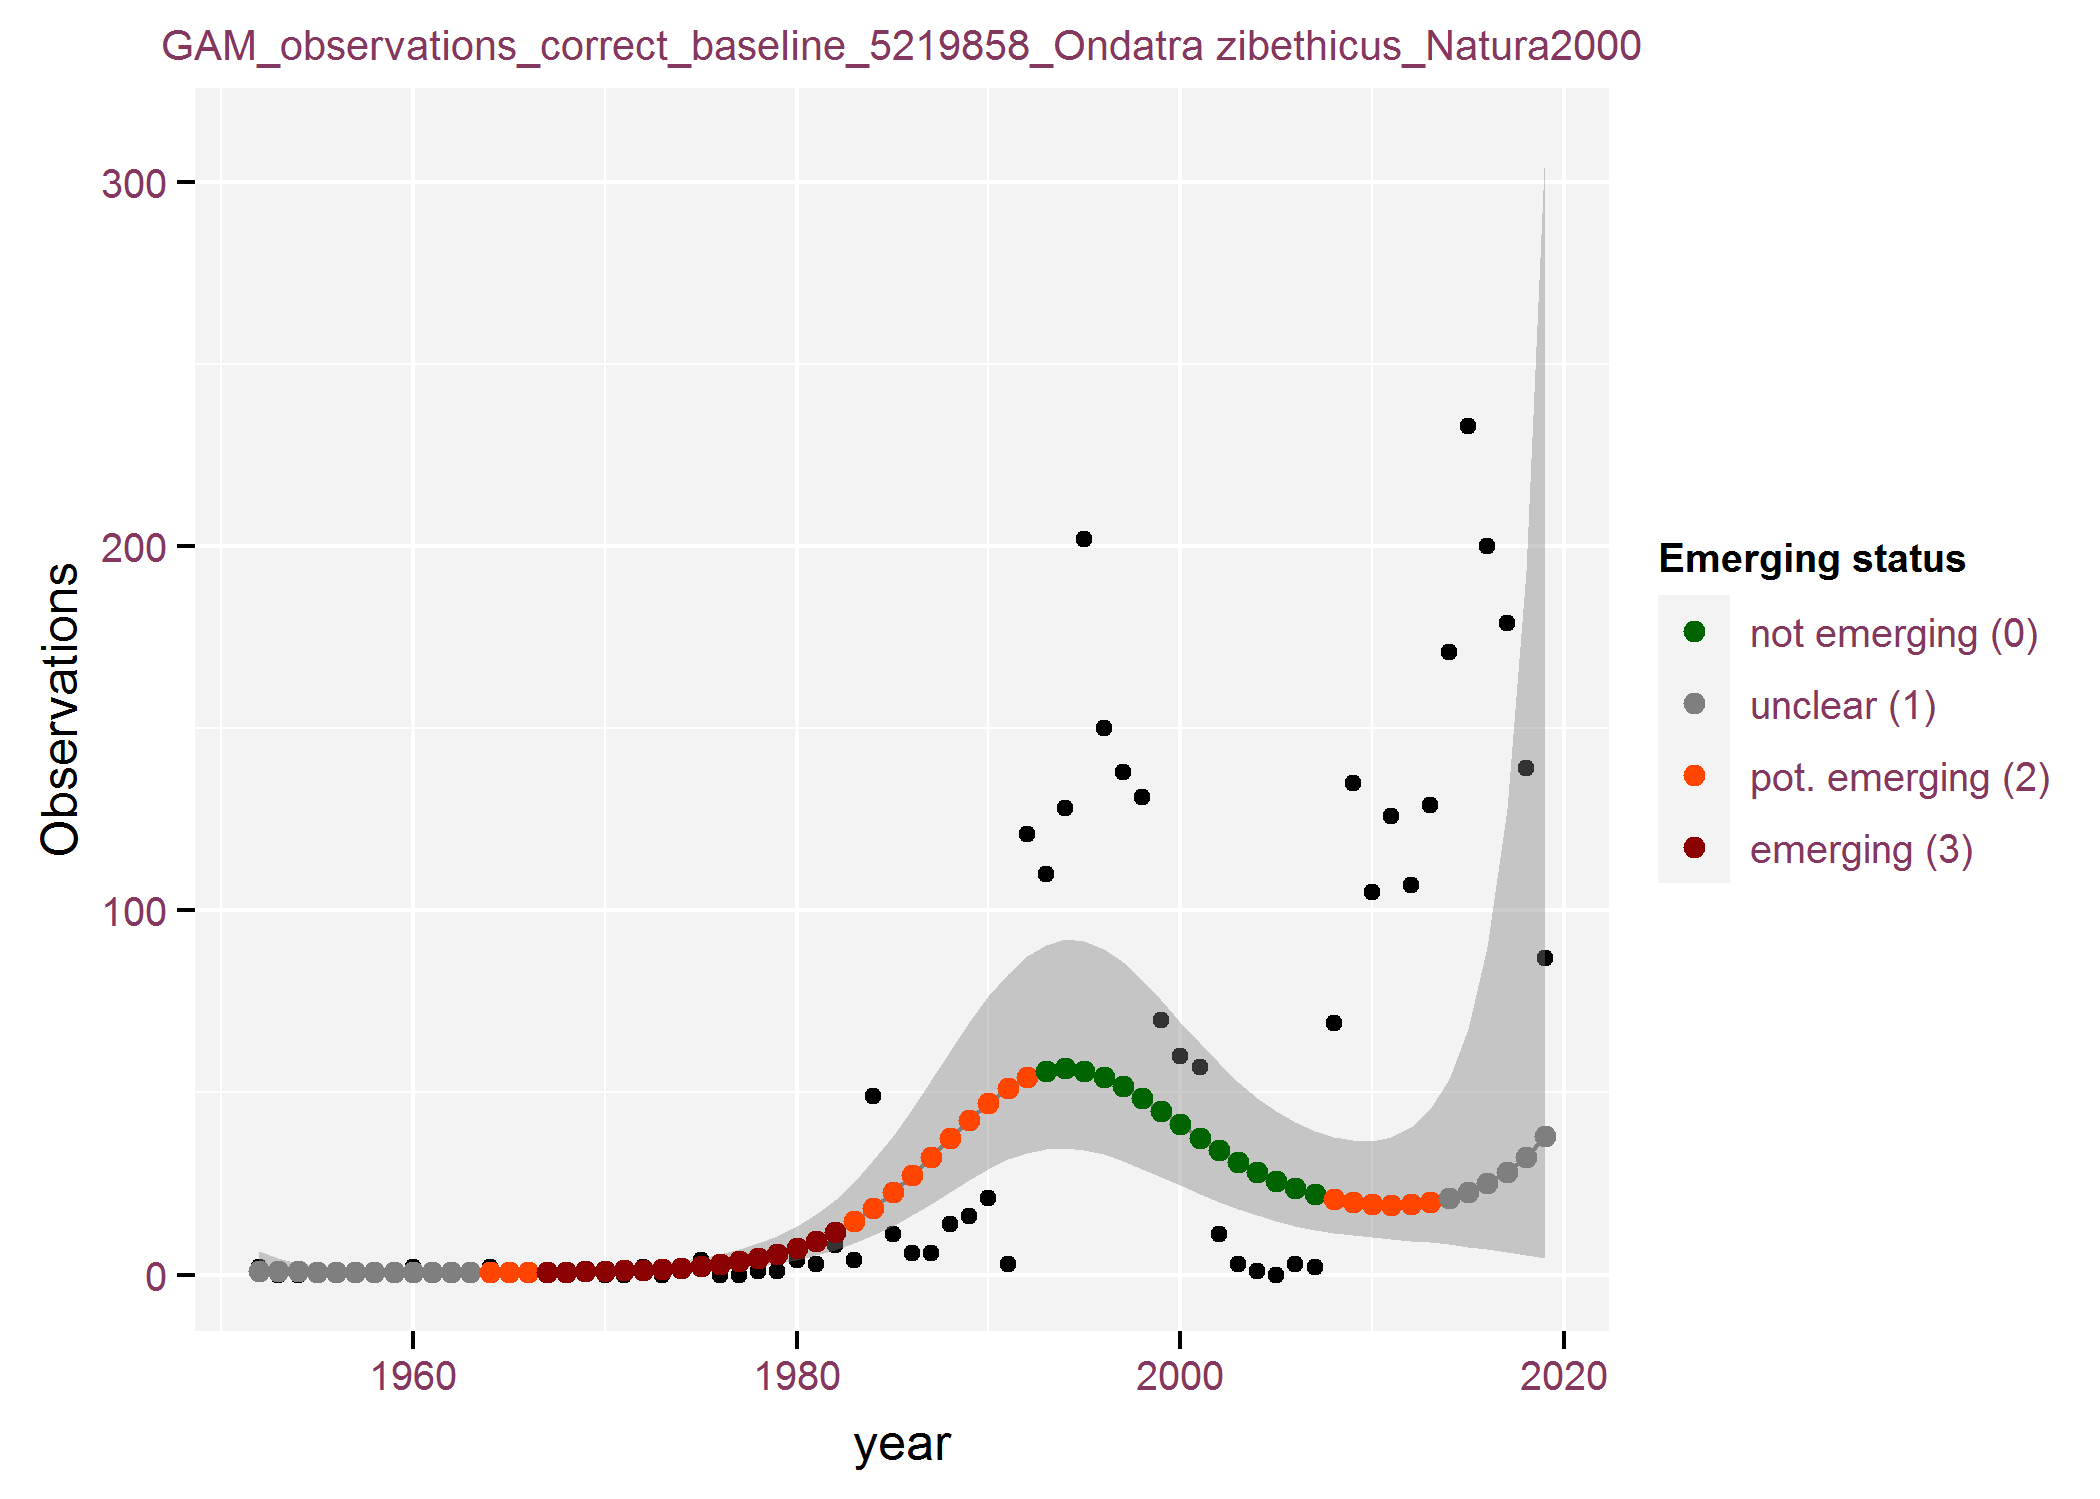 GAM_observations_correct_baseline_5219858_Ondatra zibethicus_Natura2000
300
200
100
0
Observations
1960
1980
2000
2020
year
Emerging status
not emerging (0)
unclear (1)
pot. emerging (2)
emerging (3)